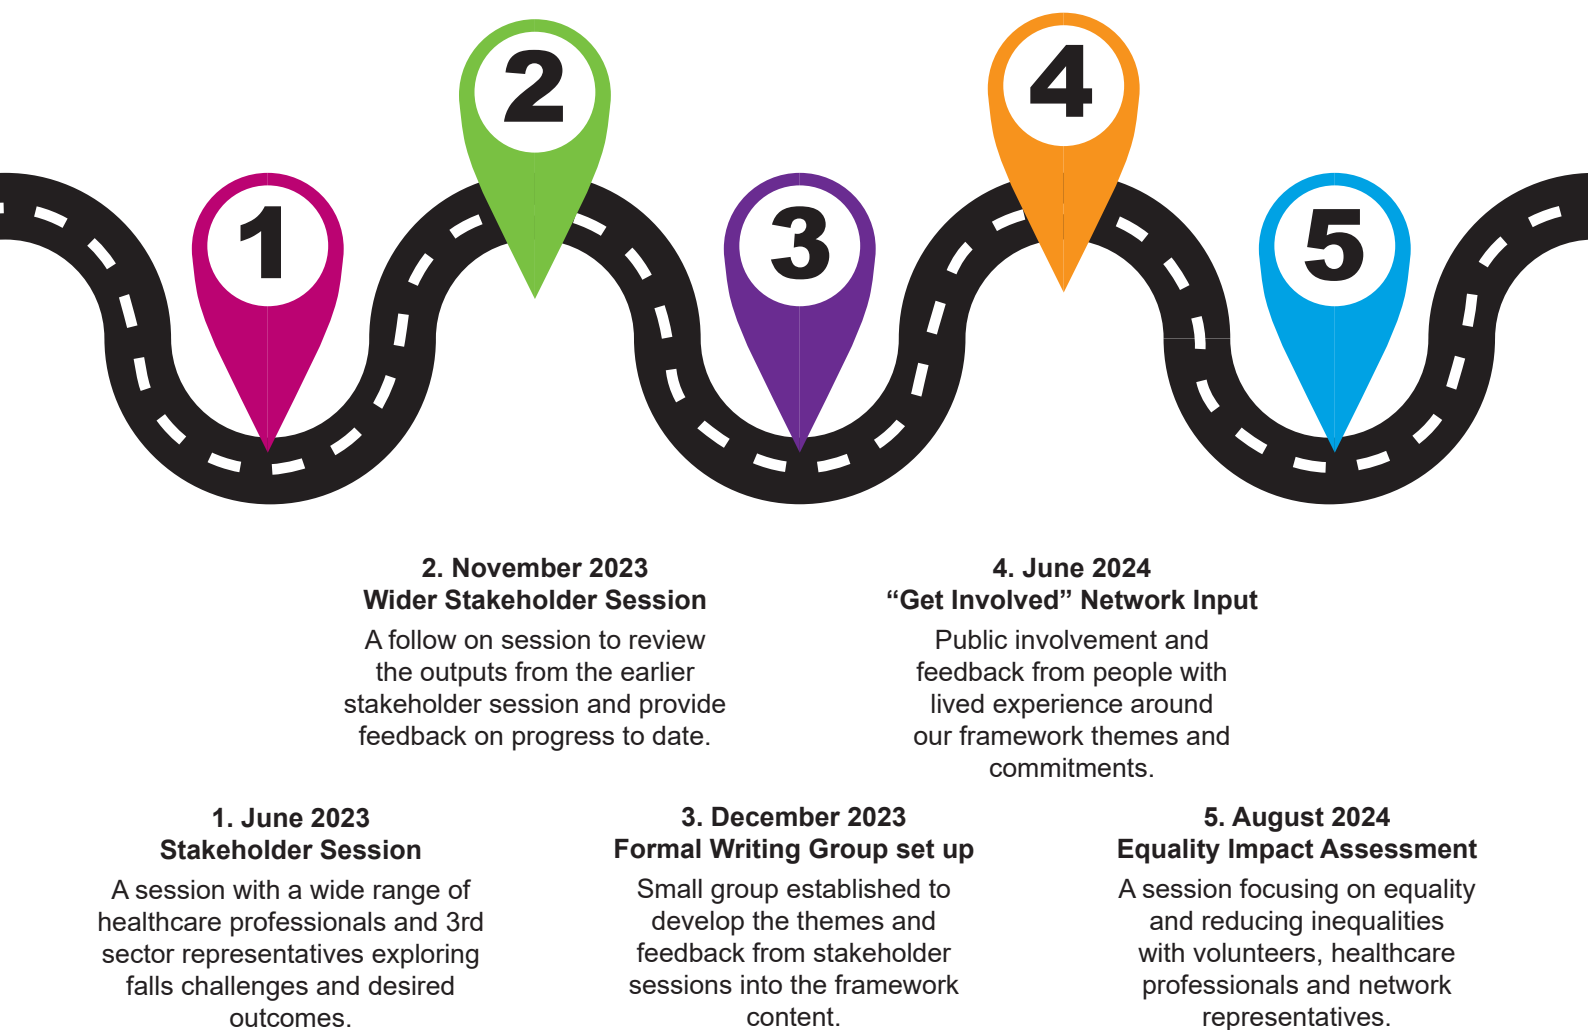 1
2
3
4
5
2. November 2023
Wider Stakeholder Session
A follow on session to review
the outputs from the earlier
stakeholder session and provide
feedback on progress to date.
4. June 2024
“Get Involved” Network Input
Public involvement and
feedback from people with
lived experience around
our framework themes and
commitments.
1. June 2023
Stakeholder Session
A session with a wide range of
healthcare professionals and 3rd
sector representatives exploring
falls challenges and desired
outcomes.
3. December 2023
Formal Writing Group set up
Small group established to
develop the themes and
feedback from stakeholder
sessions into the framework
content.
5. August 2024
Equality Impact Assessment
A session focusing on equality
and reducing inequalities
with volunteers, healthcare
professionals and network
representatives.